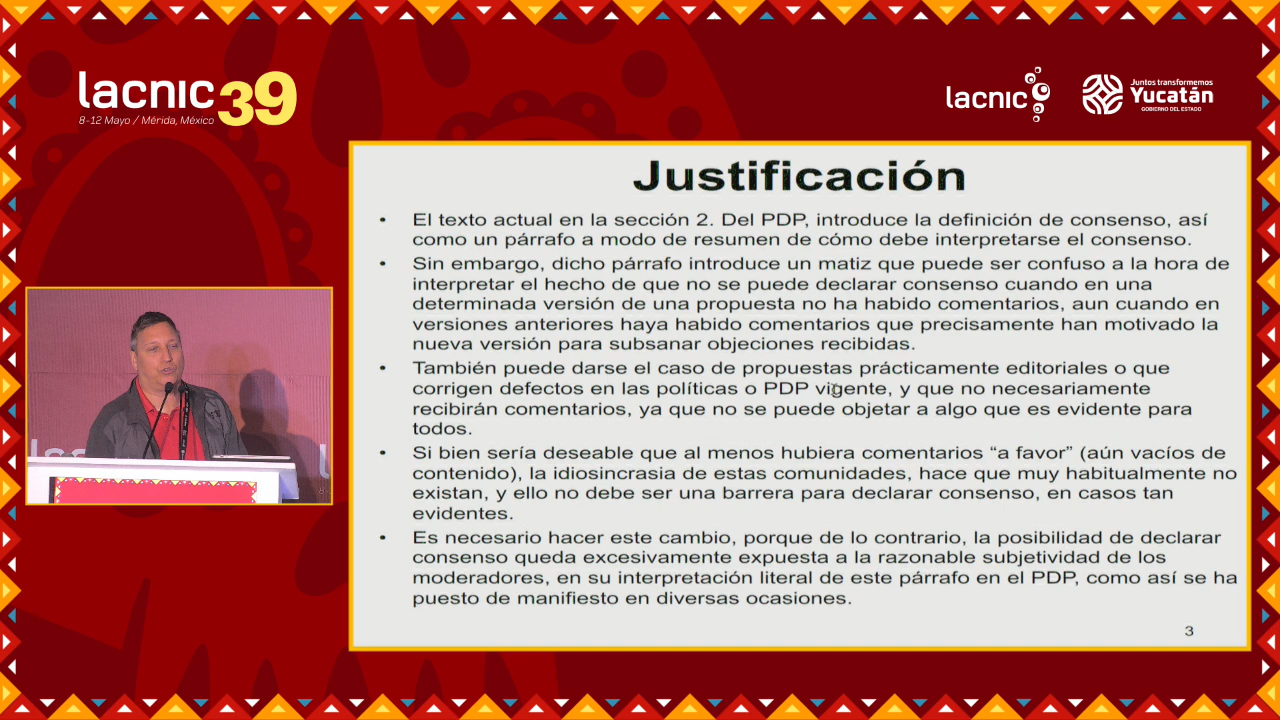 lacnic39
8-12 Mayo / Mérida, México
lacnic
Juntos transformemos
Yucatán
GOBIERNO DEL ESTADO
Justificación
• El texto actual en la sección 2. Del PDP, introduce la definición de consenso, así
como un párrafo a modo de resumen de cómo debe interpretarse el consenso.
• Sin embargo, dicho párrafo introduce un matiz que puede ser confuso a la hora de
interpretar el hecho de que no se puede declarar consenso cuando en una
determinada versión de una propuesta no ha habido comentarios, aun cuando en
versiones anteriores haya habido comentarios que precisamente han motivado la
nueva versión para subsanar objeciones recibidas.
• También puede darse el caso de propuestas prácticamente editoriales o que
corrigen defectos en las políticas o PDP vigente, y que no necesariamente
recibirán comentarios, ya que no se puede objetar a algo que es evidente para
todos.
• Si bien sería deseable que al menos hubiera comentarios “a favor” (aún vacíos de
contenido), la idiosincrasia de estas comunidades, hace que muy habitualmente no
existan, y ello no debe ser una barrera para declarar consenso, en casos tan
evidentes.
• Es necesario hacer este cambio, porque de lo contrario, la posibilidad de declarar
consenso queda excesivamente expuesta a la razonable subjetividad de los
moderadores, en su interpretación literal de este párrafo en el PDP, como así se ha
puesto de manifiesto en diversas ocasiones.
3